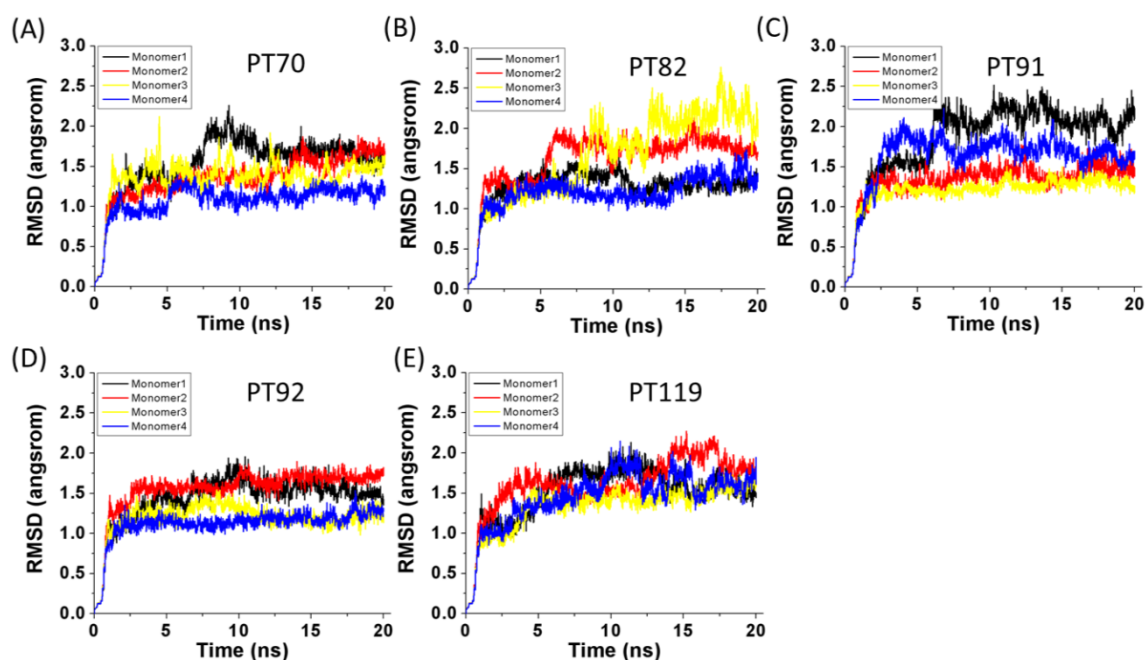 (A)
PT70
Monomer1
Monomer2
Monomer3
Monomer4
RMSD (angsrom)
3.0
2.5
2.0
1.5
1.0
0.5
0.0
0 5 10 15 20
Time (ns)
(B)
PT82
Monomer1
Monomer2
Monomer3
Monomer4
RMSD (angsrom)
3.0
2.5
2.0
1.5
1.0
0.5
0.0
0 5 10 15 20
Time (ns)
(C)
PT91
Monomer1
Monomer2
Monomer3
Monomer4
RMSD (angsrom)
3.0
2.5
2.0
1.5
1.0
0.5
0.0
0 5 10 15 20
Time (ns)
(D)
PT92
Monomer1
Monomer2
Monomer3
Monomer4
RMSD (angsrom)
3.0
2.5
2.0
1.5
1.0
0.5
0.0
0 5 10 15 20
Time (ns)
(E)
PT119
Monomer1
Monomer2
Monomer3
Monomer4
RMSD (angsrom)
3.0
2.5
2.0
1.5
1.0
0.5
0.0
0 5 10 15 20
Time (ns)